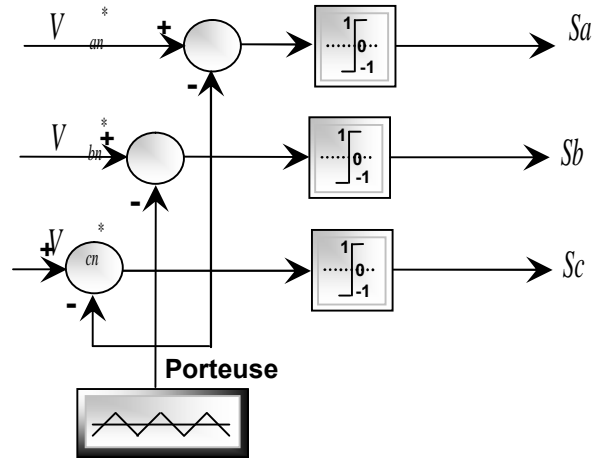 V an * + - 1 0 -1 Sa
V bn * + - 1 0 -1 Sb
V cn * + - 1 0 -1 Sc
Porteuse